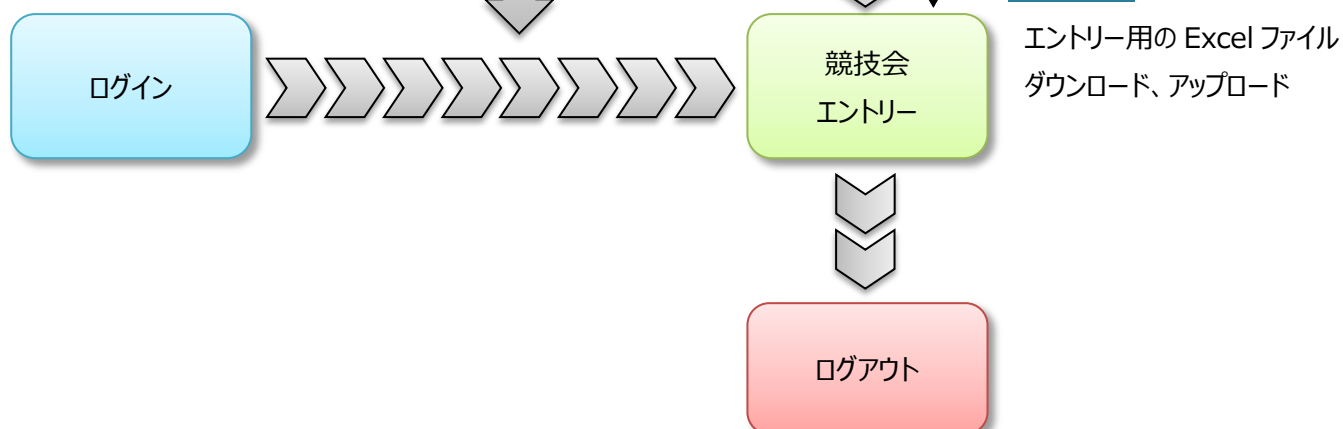 ログイン
競技会
エントリー
エントリー用の Excel ファイル
ダウンロード、アップロード
ログアウト